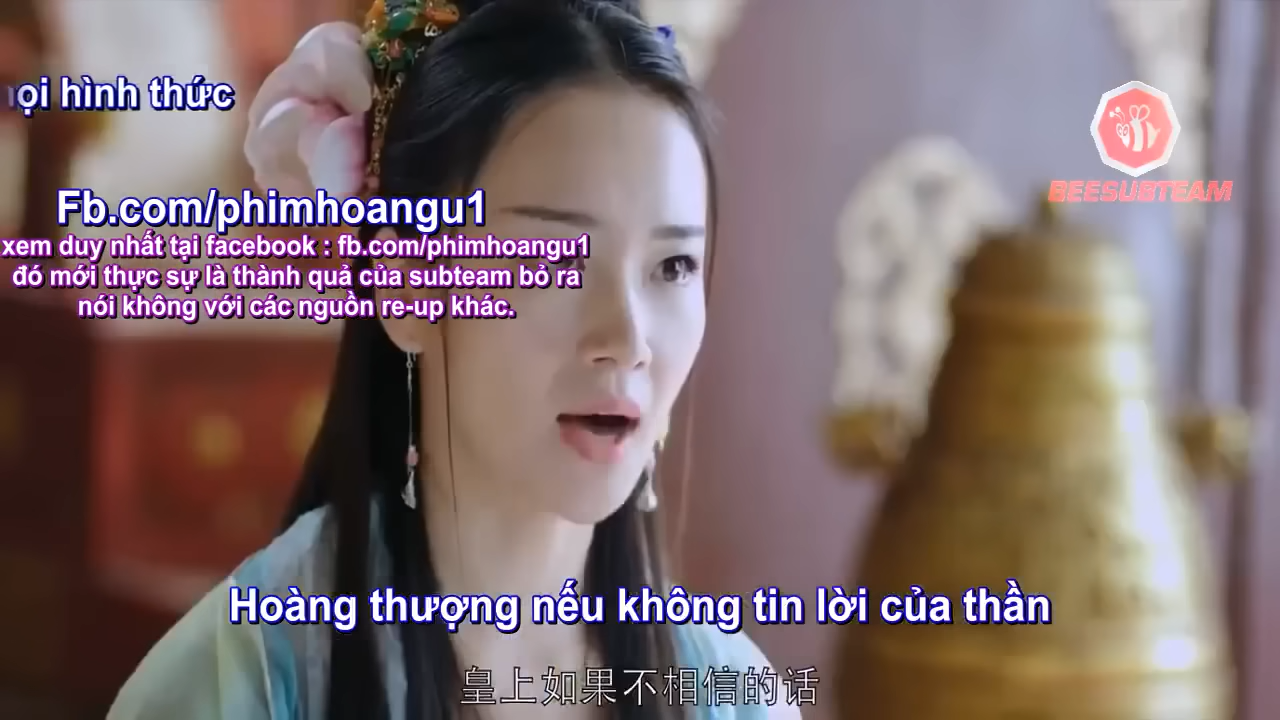 ọi hình thức
BEESUBTEAM
Fb.com/phimhoangu1
xem duy nhất tại facebook : fb.com/phimhoangu1
đó mới thực sự là thành quả của subteam bỏ ra
nói không với các nguồn re-up khác.
Hoàng thượng nếu không tin lời của thần
皇上如果不相信的话